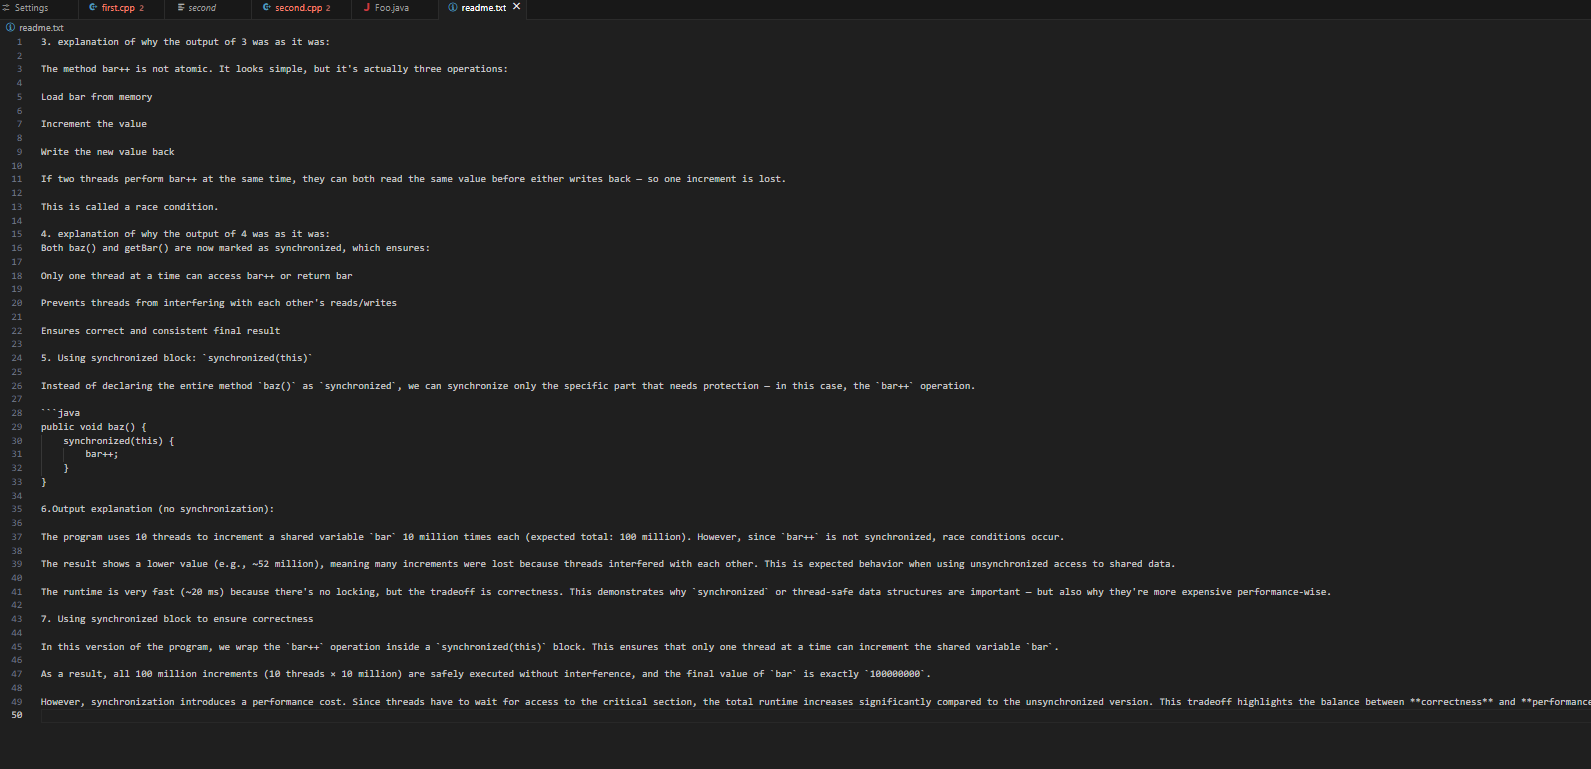 Settings first.cpp 2 second second.cpp 2 Foo.java readme.txt
readme.txt
1 3. explanation of why the output of 3 was as it was:
2
3 The method bar++ is not atomic. It looks simple, but it's actually three operations:
4
5 Load bar from memory
6
7 Increment the value
8
9 Write the new value back
10
11 If two threads perform bar++ at the same time, they can both read the same value before either writes back — so one increment is lost.
12
13 This is called a race condition.
14
15 4. explanation of why the output of 4 was as it was:
16 Both baz() and getBar() are now marked as synchronized, which ensures:
17
18 Only one thread at a time can access bar++ or return bar
19
20 Prevents threads from interfering with each other's reads/writes
21
22 Ensures correct and consistent final result
23
24 5. Using synchronized block: `synchronized(this)`
25
26 Instead of declaring the entire method `baz()` as `synchronized`, we can synchronize only the specific part that needs protection — in this case, the `bar++` operation.
27
28 ```java
29 public void baz() {
30 synchronized(this) {
31 bar++;
32 }
33 }
34
35 6.Output explanation (no synchronization):
36
37 The program uses 10 threads to increment a shared variable `bar` 10 million times each (expected total: 100 million). However, since `bar++` is not synchronized, race conditions occur.
38
39 The result shows a lower value (e.g., ~52 million), meaning many increments were lost because threads interfered with each other. This is expected behavior when using unsynchronized access to shared data.
40
41 The runtime is very fast (~20 ms) because there's no locking, but the tradeoff is correctness. This demonstrates why `synchronized` or thread-safe data structures are important — but also why they're more expensive performance-wise.
42
43 7. Using synchronized block to ensure correctness
44
45 In this version of the program, we wrap the `bar++` operation inside a `synchronized(this)` block. This ensures that only one thread at a time can increment the shared variable `bar`.
46
47 As a result, all 100 million increments (10 threads × 10 million) are safely executed without interference, and the final value of `bar` is exactly `100000000`.
48
49 However, synchronization introduces a performance cost. Since threads have to wait for access to the critical section, the total runtime increases significantly compared to the unsynchronized version. This tradeoff highlights the balance between **correctness** and **performance
50